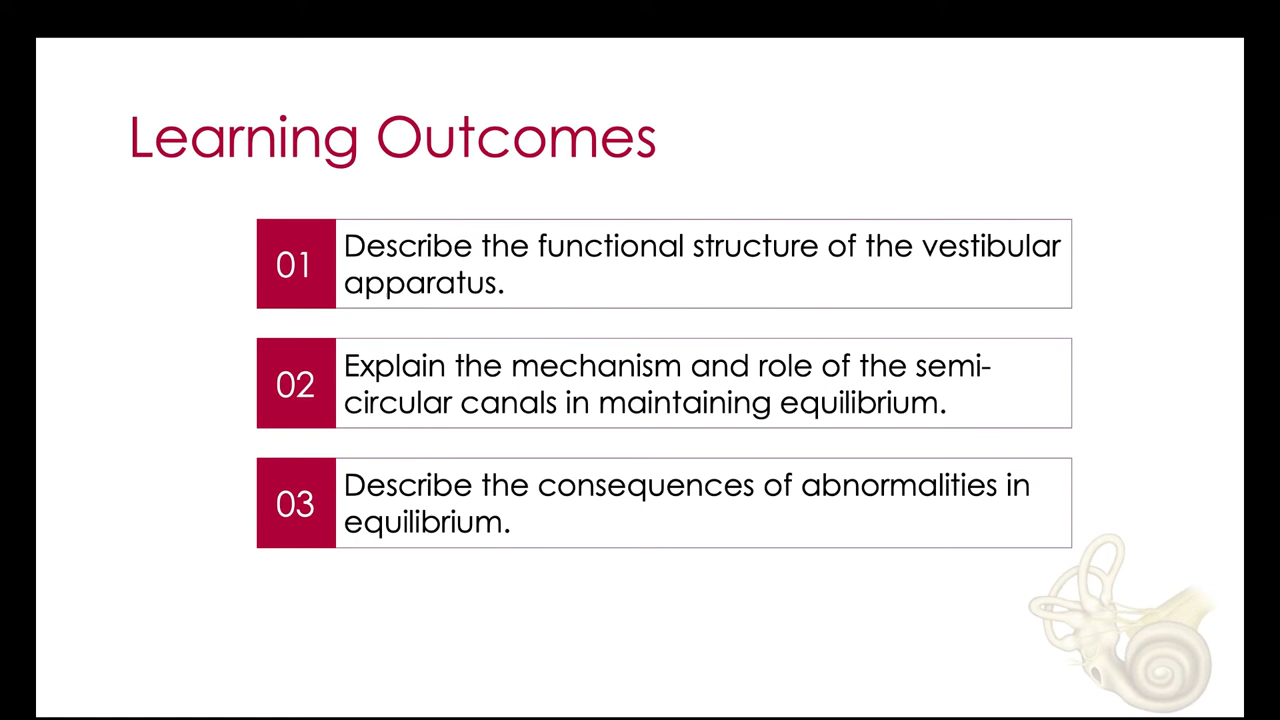 Learning Outcomes
01
Describe the functional structure of the vestibular
apparatus.
02
Explain the mechanism and role of the semi-
circular canals in maintaining equilibrium.
03
Describe the consequences of abnormalities in
equilibrium.